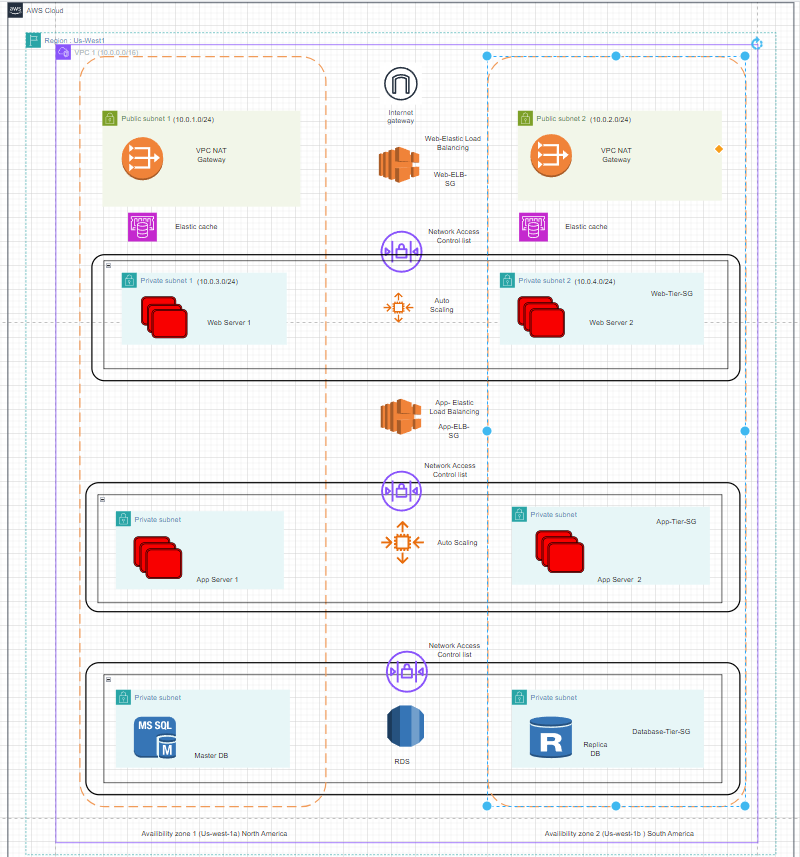 aws
AWS Cloud
Region : Us-West1
VPC 1 (10.0.0.0/16)
Internet
gateway
Public subnet 1 (10.0.1.0/24)
VPC NAT
Gateway
Web-Elastic Load
Balancing
Web-ELB-
SG
Public subnet 2 (10.0.2.0/24)
VPC NAT
Gateway
Elastic cache
Network Access
Control list
Elastic cache
Private subnet 1 (10.0.3.0/24)
Web Server 1
Auto
Scaling
Private subnet 2 (10.0.4.0/24)
Web-Tier-SG
Web Server 2
App- Elastic
Load Balancing
App-ELB-
SG
Network Access
Control list
Private subnet
App Server 1
Auto Scaling
Private subnet
App-Tier-SG
App Server 2
Network Access
Control list
Private subnet
MS SQL
M
Master DB
RDS
Private subnet
R
Replica
DB
Database-Tier-SG
Availibility zone 1 (Us-west-1a) North America
Availibility zone 2 (Us-west-1b ) South America